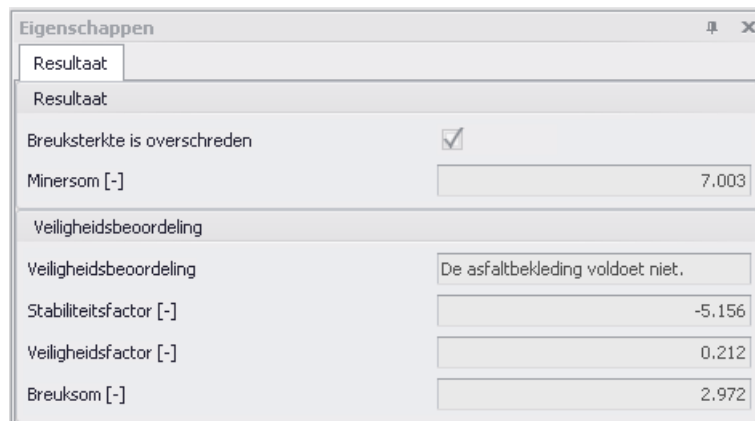 Eigenschappen
Resultaat
Resultaat
Breuksterkte is overschreden
Minersom [-] 7.003
Veiligheidsbeoordeling
Veiligheidsbeoordeling De asfaltbekleding voldoet niet.
Stabiliteitsfactor [-] -5.156
Veiligheidsfactor [-] 0.212
Breuksom [-] 2.972